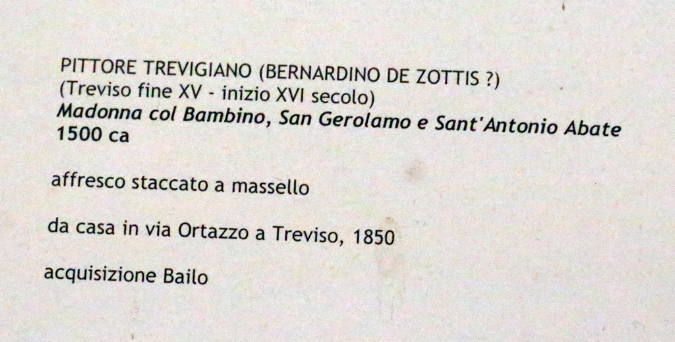 PITTORE TREVIGIANO (BERNARDINO DE ZOTTIS ?)
(Treviso fine XV - inizio XVI secolo)
Madonna col Bambino, San Gerolamo e Sant'Antonio Abate
1500 ca
affresco staccato a massello
da casa in via Ortazzo a Treviso, 1850
acquisizione Bailo